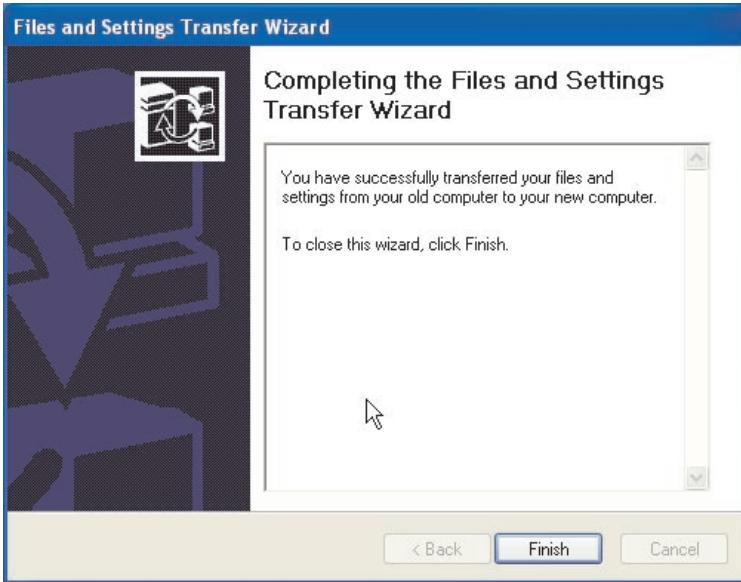 Files and Settings Transfer Wizard
Completing the Files and Settings
Transfer Wizard
You have successfully transferred your files and
settings from your old computer to your new computer.
To close this wizard, click Finish.
< Back
Finish
Cancel